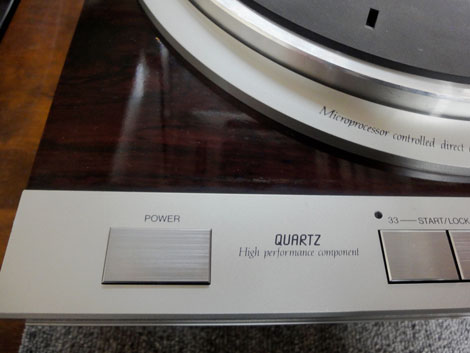 Microprocessor controlled direct
POWER
QUARTZ
High performance component
33 — START/LOCK